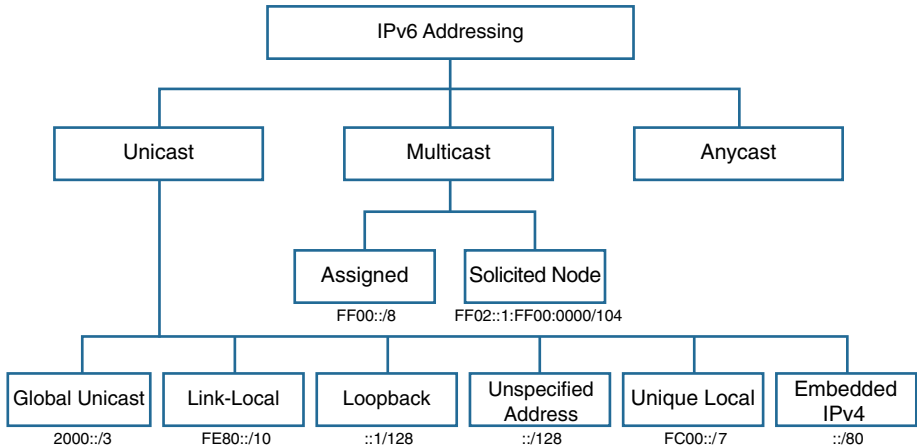 IPv6 Addressing
Unicast
Multicast
Anycast
Assigned
Solicited Node
FF00::/8
FF02::1:FF00:0000/104
Global Unicast
Link-Local
Loopback
Unspecified
Address
Unique Local
Embedded
IPv4
2000::/3
FE80::/10
::1/128
::/128
FC00::/7
::/80